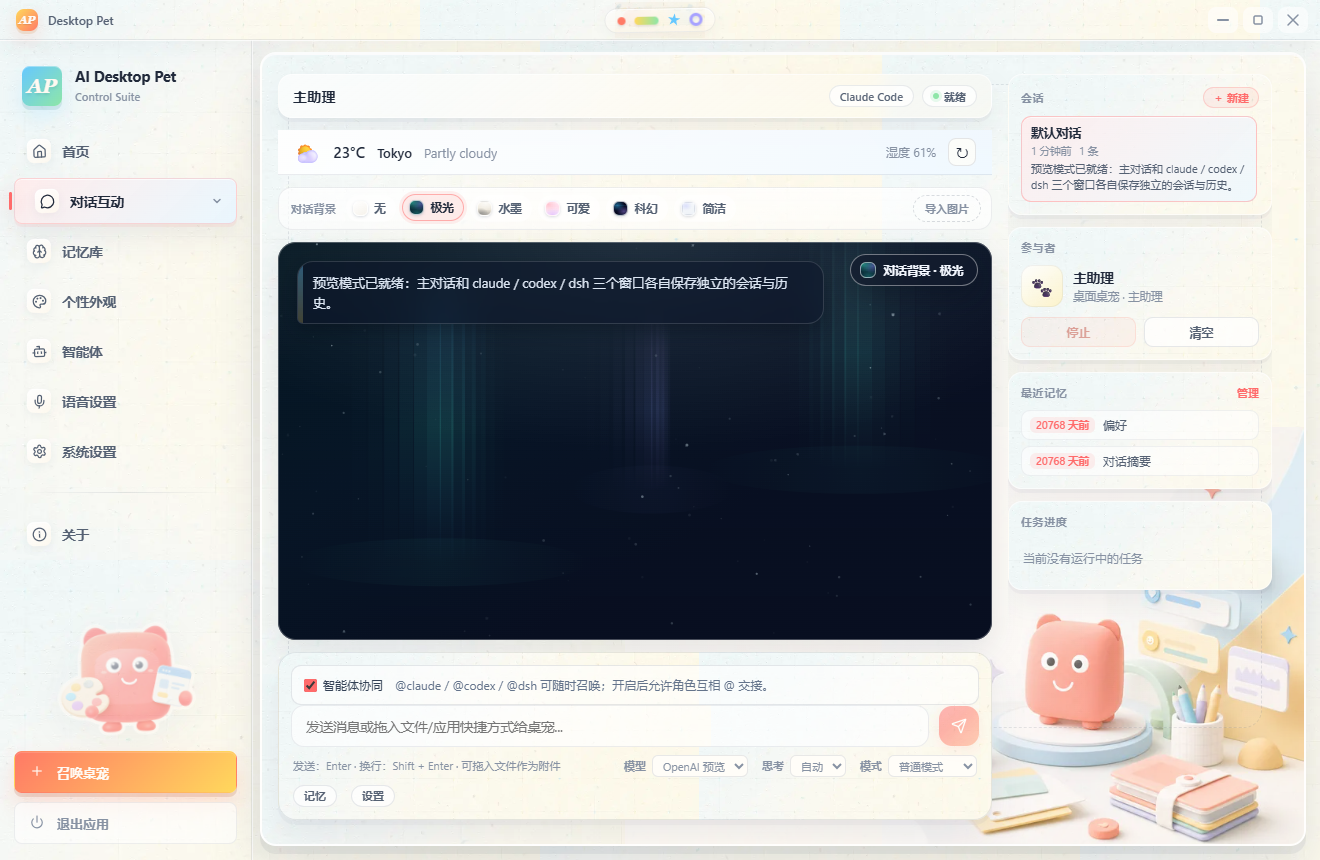 AP Desktop Pet
AP
AI Desktop Pet
Control Suite
首页
对话互动
记忆库
个性外观
智能体
语音设置
系统设置
关于
召唤桌宠
退出应用
主助理
Claude Code
就绪
23°C Tokyo Partly cloudy
湿度 61%
对话背景 无 极光 水墨 可爱 科幻 简洁 导入图片
预览模式已就绪：主对话和 claude / codex / dsh 三个窗口各自保存独立的会话与历
史。
对话背景 · 极光
智能体协同 @claude / @codex / @dsh 可随时召唤；开启后允许角色互相 @ 交接。
发送消息或拖入文件/应用快捷方式给桌宠...
发送：Enter · 换行：Shift + Enter · 可拖入文件作为附件
模型 OpenAI 预览 思考 自动 模式 普通模式
记忆 设置
会话 + 新建
默认对话
1 分钟前 1 条
预览模式已就绪：主对话和 claude / codex /
dsh 三个窗口各自保存独立的会话与历史。
参与者
主助理
桌面桌宠 · 主助理
停止 清空
最近记忆 管理
20768 天前 偏好
20768 天前 对话摘要
任务进度
当前没有运行中的任务